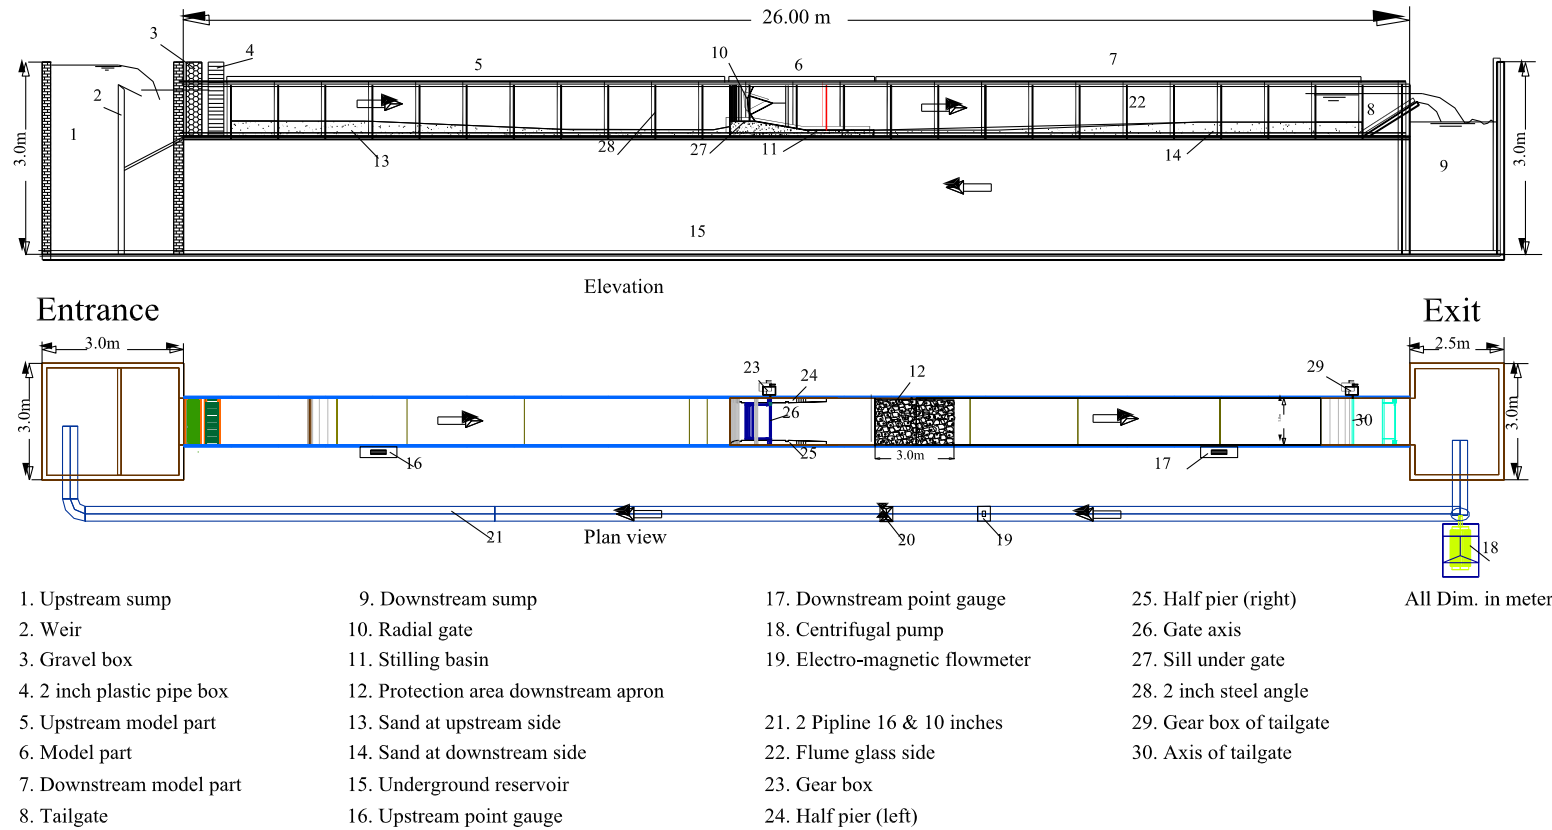 26.00 m
3
4
5
10
6
7
2
1
22
8
3.0m
3.0m
13
28
27
11
14
9
15
Elevation
Entrance
Exit
3.0m
2.5m
23
24
12
29
3.0m
26
30
3.0m
16
25
3.0m
17
21
Plan view
20
19
18
1. Upstream sump
2. Weir
3. Gravel box
4. 2 inch plastic pipe box
5. Upstream model part
6. Model part
7. Downstream model part
8. Tailgate
9. Downstream sump
10. Radial gate
11. Stilling basin
12. Protection area downstream apron
13. Sand at upstream side
14. Sand at downstream side
15. Underground reservoir
16. Upstream point gauge
17. Downstream point gauge
18. Centrifugal pump
19. Electro-magnetic flowmeter
21. 2 Pipline 16 & 10 inches
22. Flume glass side
23. Gear box
24. Half pier (left)
25. Half pier (right)
26. Gate axis
27. Sill under gate
28. 2 inch steel angle
29. Gear box of tailgate
30. Axis of tailgate
All Dim. in meter